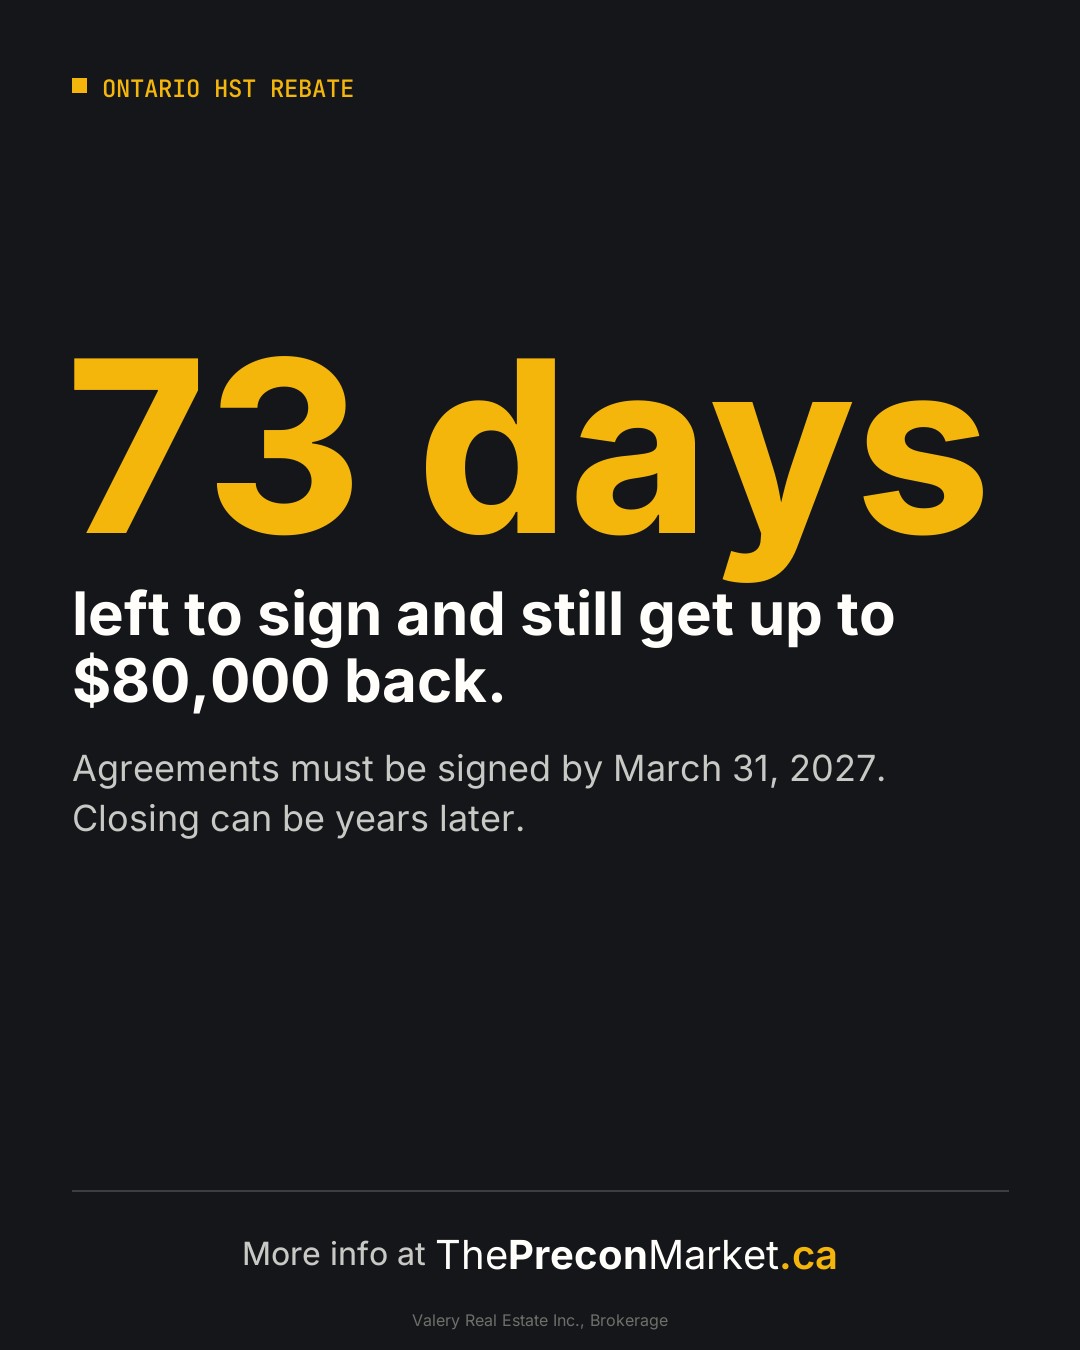 ONTARIO HST REBATE
73 days
left to sign and still get up to
$80,000 back.
Agreements must be signed by March 31, 2027.
Closing can be years later.
More info at ThePreconMarket.ca
Valery Real Estate Inc., Brokerage